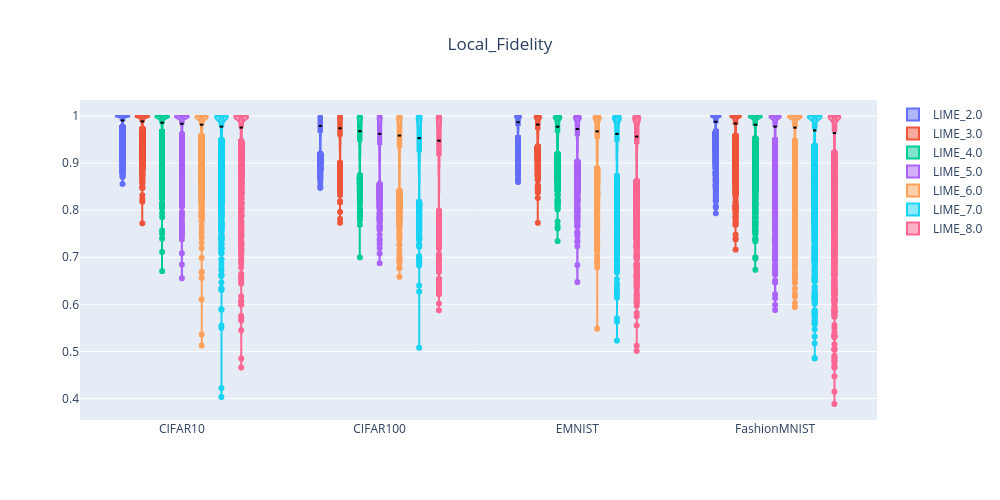 Local_Fidelity
1
0.9
0.8
0.7
0.6
0.5
0.4
CIFAR10
CIFAR100
EMNIST
FashionMNIST
LIME_2.0
LIME_3.0
LIME_4.0
LIME_5.0
LIME_6.0
LIME_7.0
LIME_8.0